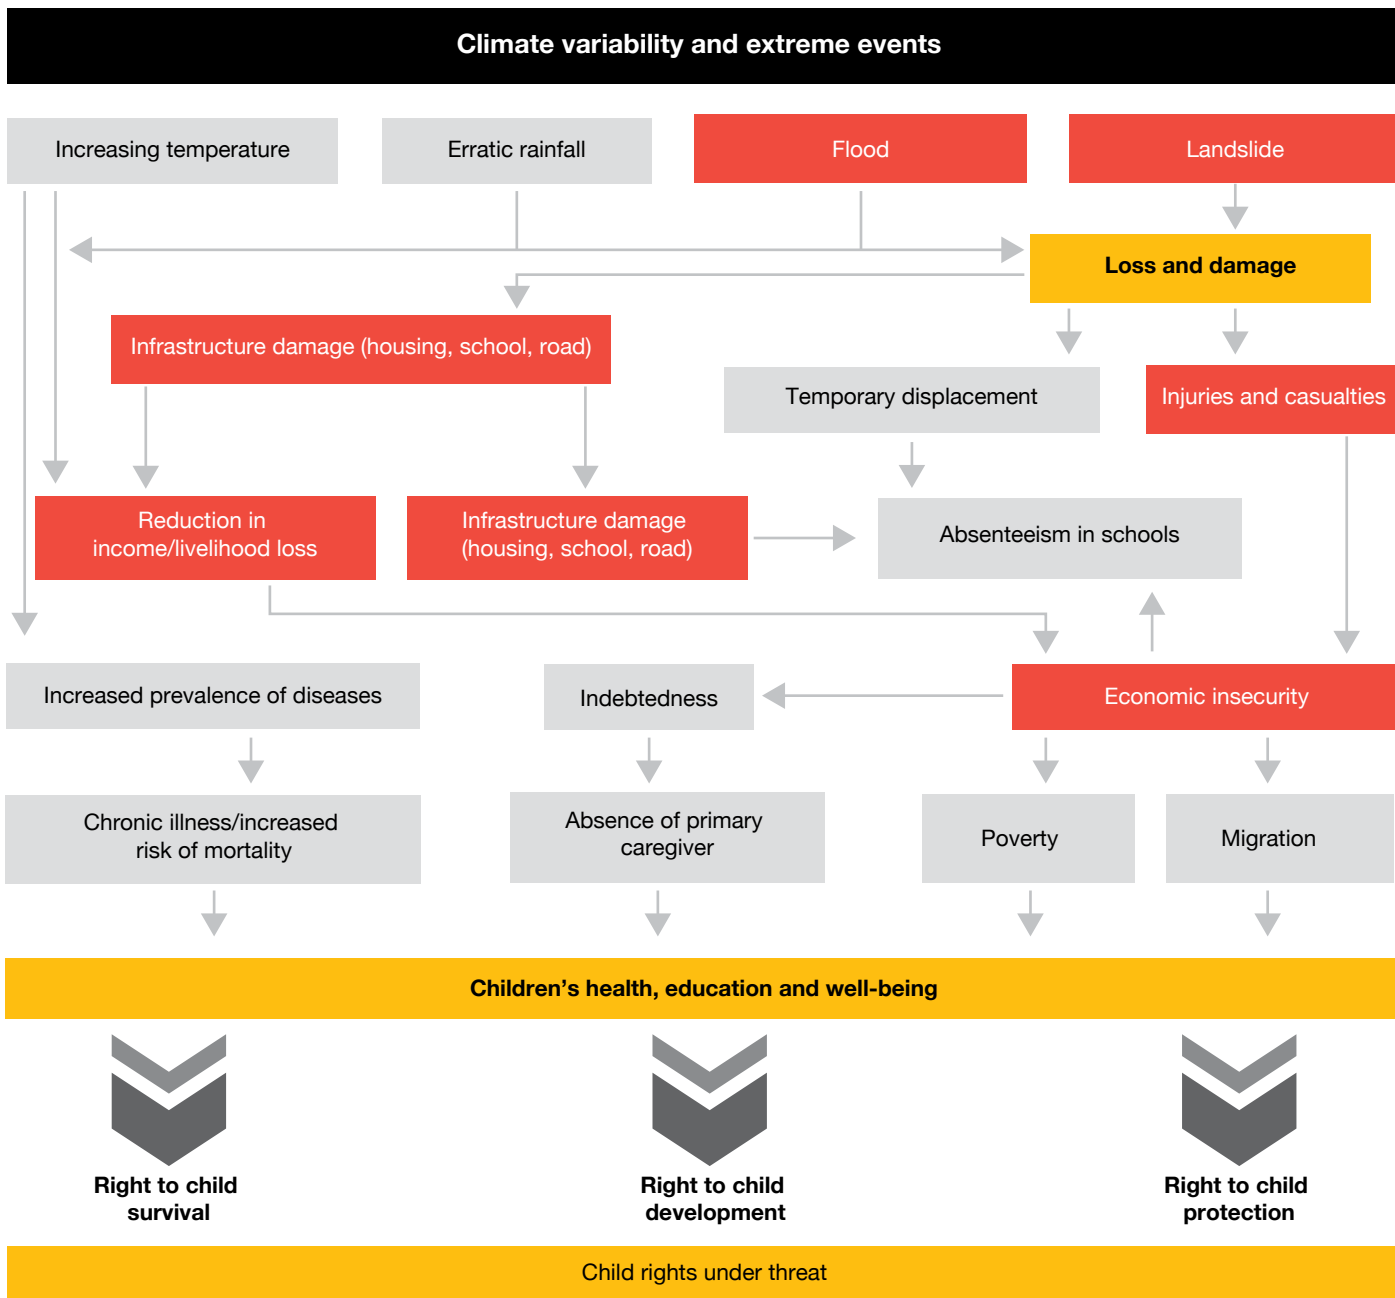 Climate variability and extreme events
Increasing temperature
Erratic rainfall
Flood
Landslide
Loss and damage
Infrastructure damage (housing, school, road)
Temporary displacement
Injuries and casualties
Reduction in
income/livelihood loss
Infrastructure damage
(housing, school, road)
Absenteeism in schools
Increased prevalence of diseases
Indebtedness
Economic insecurity
Chronic illness/increased
risk of mortality
Absence of primary
caregiver
Poverty
Migration
Children’s health, education and well-being
Right to child
survival
Right to child
development
Right to child
protection
Child rights under threat